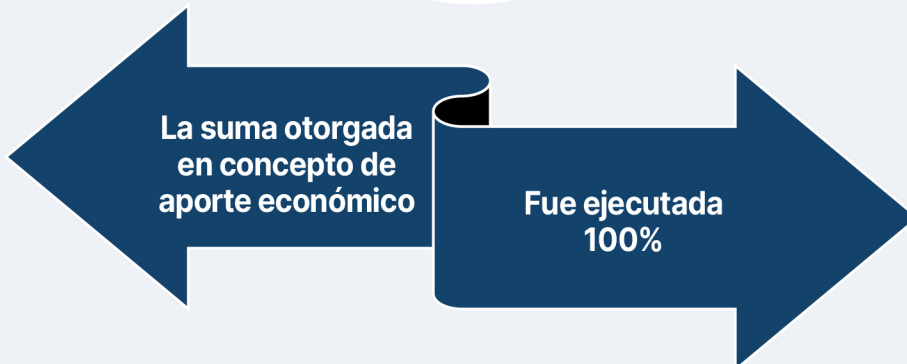 La suma otorgada
en concepto de
aporte económico
Fue ejecutada
100%